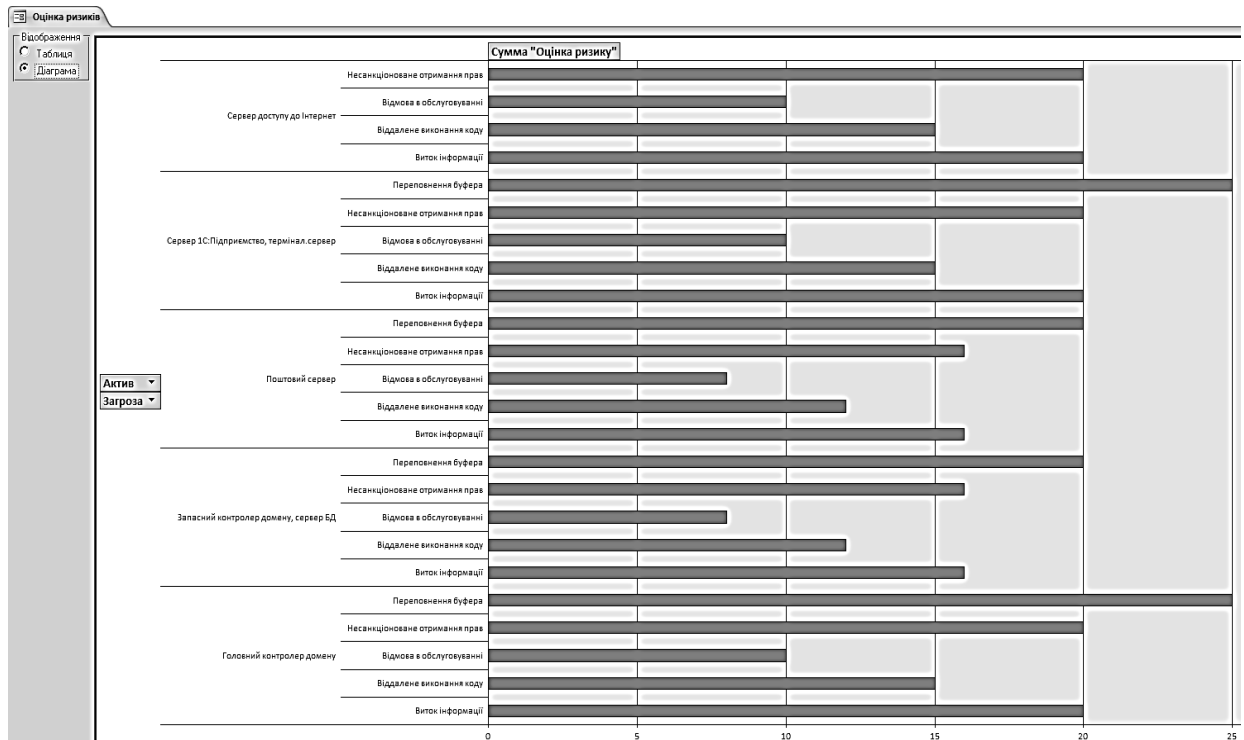 Оцінка ризиків
Відображення
Таблиця
Діаграма
Сумма "Оцінка ризику"
Сервер доступу до Інтернет
Несанкціоноване отримання прав
Відмова в обслуговуванні
Віддалене виконання коду
Виток інформації
Сервер 1С:Підприємство, термінал.сервер
Переповнення буфера
Несанкціоноване отримання прав
Відмова в обслуговуванні
Віддалене виконання коду
Виток інформації
Актив
Загроза
Поштовий сервер
Переповнення буфера
Несанкціоноване отримання прав
Відмова в обслуговуванні
Віддалене виконання коду
Виток інформації
Запасний контролер домену, сервер БД
Переповнення буфера
Несанкціоноване отримання прав
Відмова в обслуговуванні
Віддалене виконання коду
Виток інформації
Головний контролер домену
Переповнення буфера
Несанкціоноване отримання прав
Відмова в обслуговуванні
Віддалене виконання коду
Виток інформації
0 5 10 15 20 25